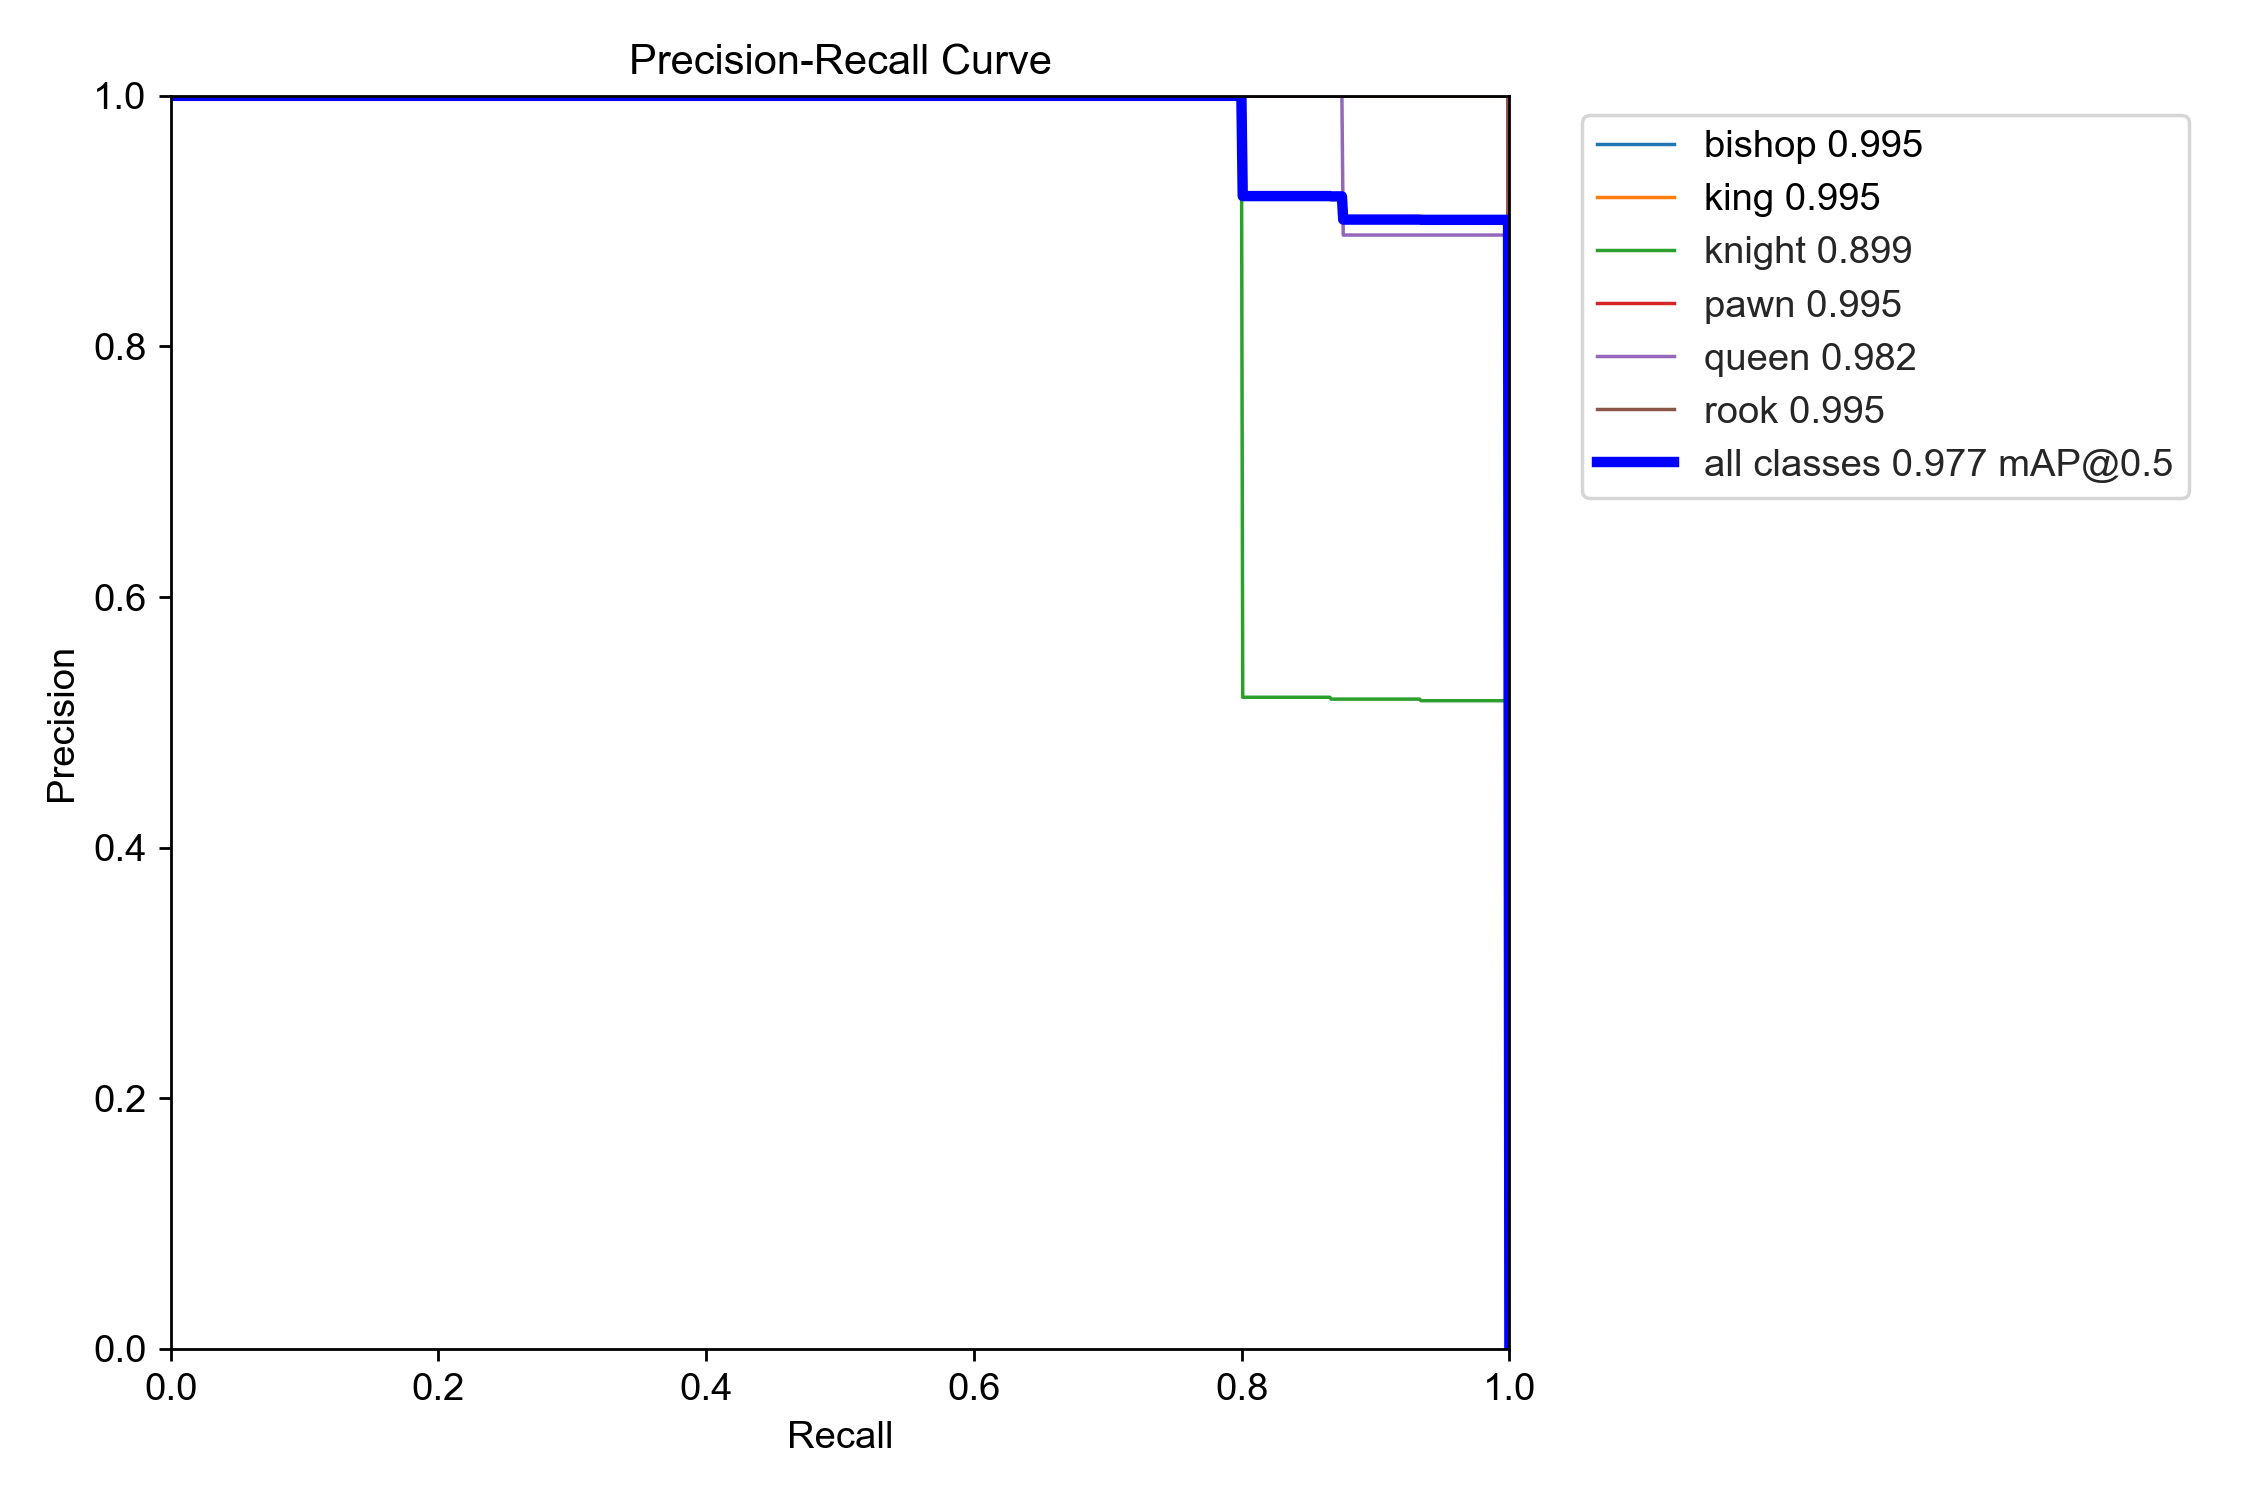 Precision-Recall Curve
1.0
0.8
0.6
0.4
0.2
0.0
Precision
0.0 0.2 0.4 0.6 0.8 1.0
Recall
bishop 0.995
king 0.995
knight 0.899
pawn 0.995
queen 0.982
rook 0.995
all classes 0.977 mAP@0.5